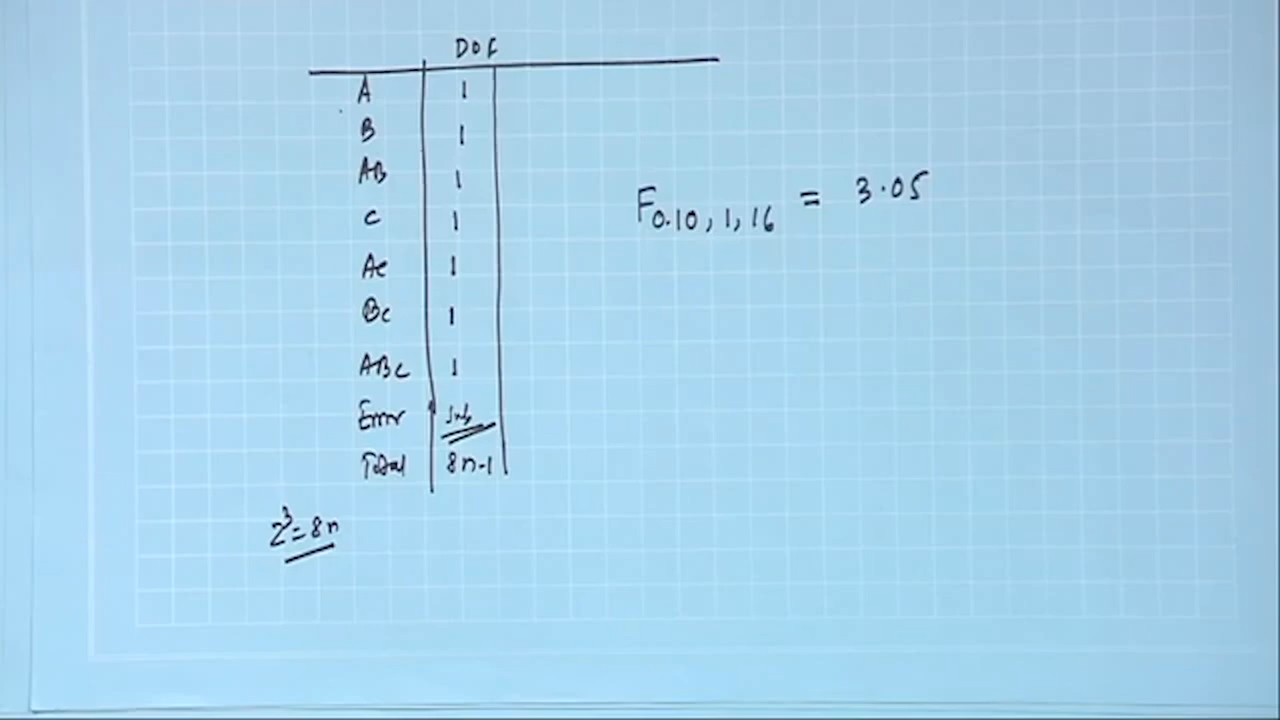 DOF
A 1
B 1
AB 1
C 1
AC 1
BC 1
ABC 1
Error
Total 8n-1
2³=8n
F0.10, 1, 16 = 3.05